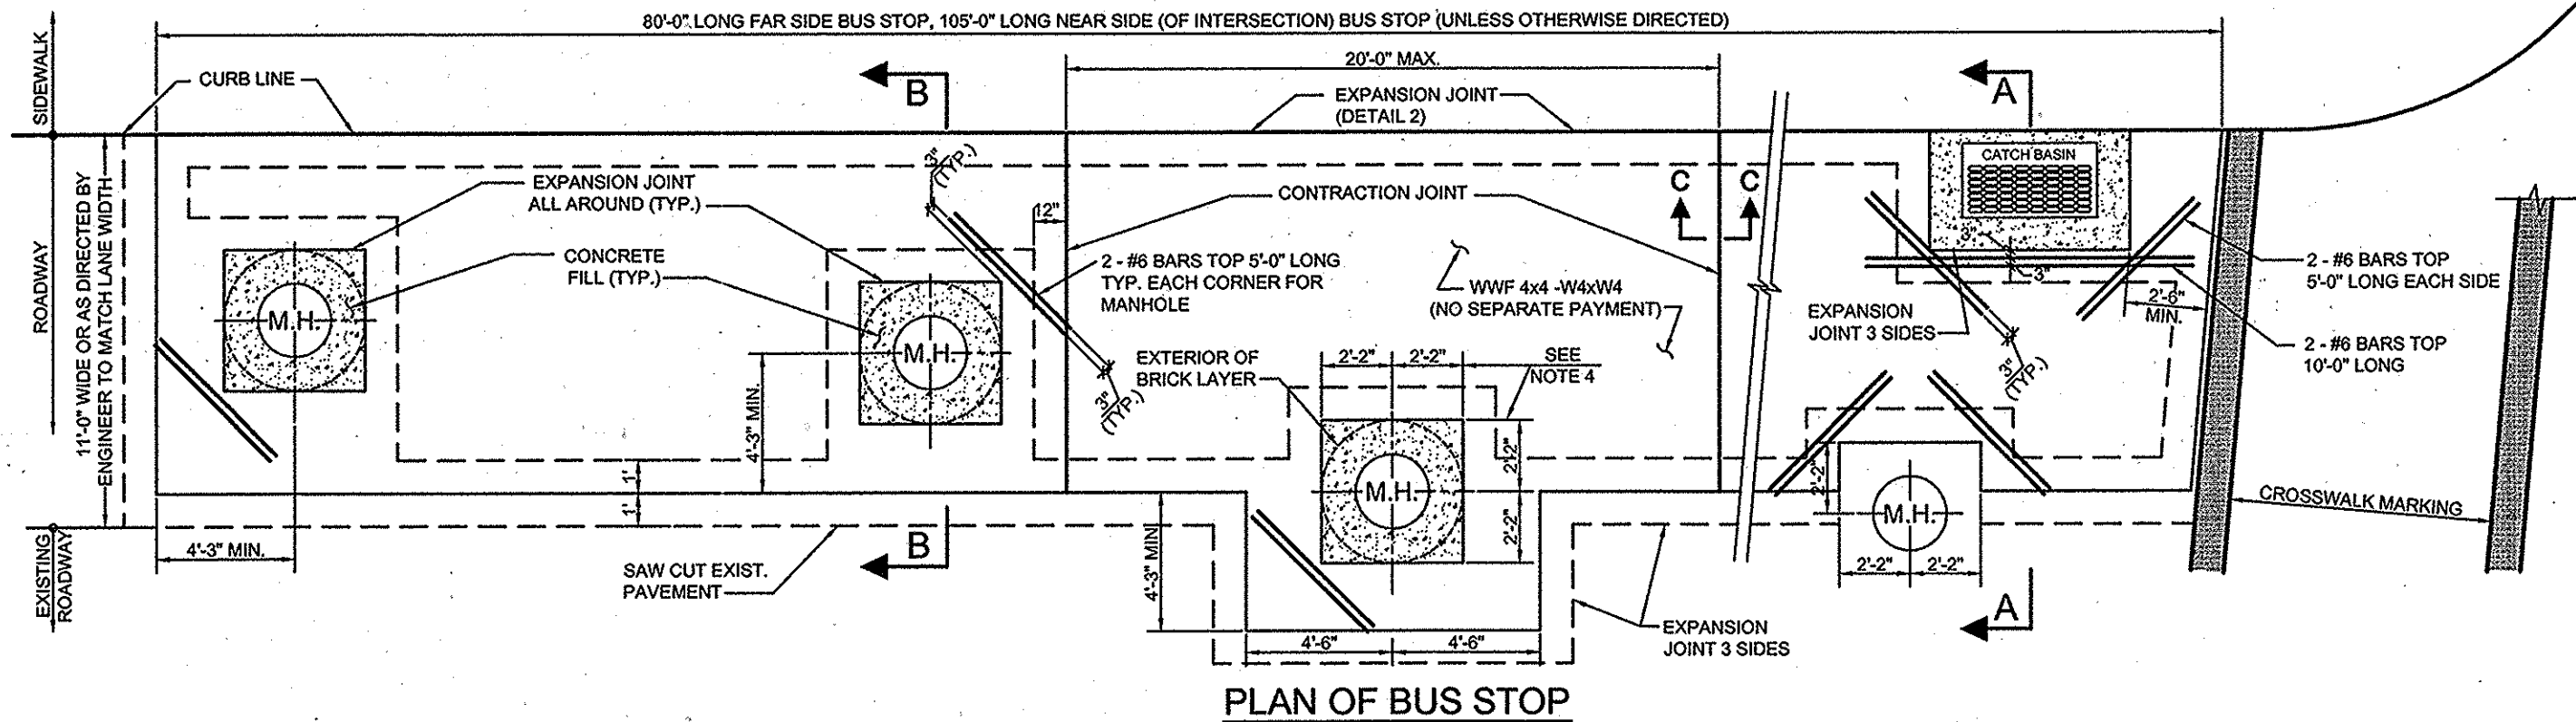 80'-0" LONG FAR SIDE BUS STOP, 105'-0" LONG NEAR SIDE (OF INTERSECTION) BUS STOP (UNLESS OTHERWISE DIRECTED)
SIDEWALK
CURB LINE
B
20'-0" MAX.
EXPANSION JOINT
(DETAIL 2)
A
ROADWAY
11'-0" WIDE OR AS DIRECTED BY
ENGINEER TO MATCH LANE WIDTH
EXPANSION JOINT
ALL AROUND (TYP.)
CONCRETE
FILL (TYP.)
3"
(TYP.)
12"
CONTRACTION JOINT
C
C
CATCH BASIN
2 - #6 BARS TOP 5'-0" LONG
TYP. EACH CORNER FOR
MANHOLE
WWF 4x4 -W4xW4
(NO SEPARATE PAYMENT)
3"
3"
2 - #6 BARS TOP
5'-0" LONG EACH SIDE
2'-6"
MIN.
EXPANSION
JOINT 3 SIDES
2 - #6 BARS TOP
10'-0" LONG
M.H.
M.H.
4'-3" MIN.
3"
(TYP.)
EXTERIOR OF
BRICK LAYER
2'-2"
2'-2"
SEE
NOTE 4
3"
(TYP.)
1'
1'
2'-2"
2'-2"
M.H.
2'-2"
M.H.
2'-2"
2'-2"
CROSSWALK MARKING
EXISTING
ROADWAY
4'-3" MIN.
B
SAW CUT EXIST.
PAVEMENT
4'-3" MIN
4'-6"
4'-6"
EXPANSION
JOINT 3 SIDES
A
PLAN OF BUS STOP